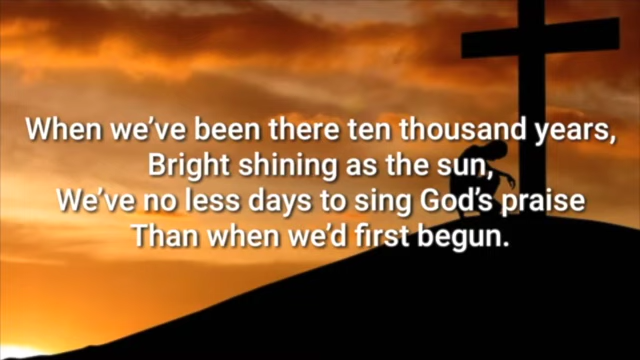 When we've been there ten thousand years,
Bright shining as the sun,
We've no less days to sing God's praise
Than when we'd first begun.